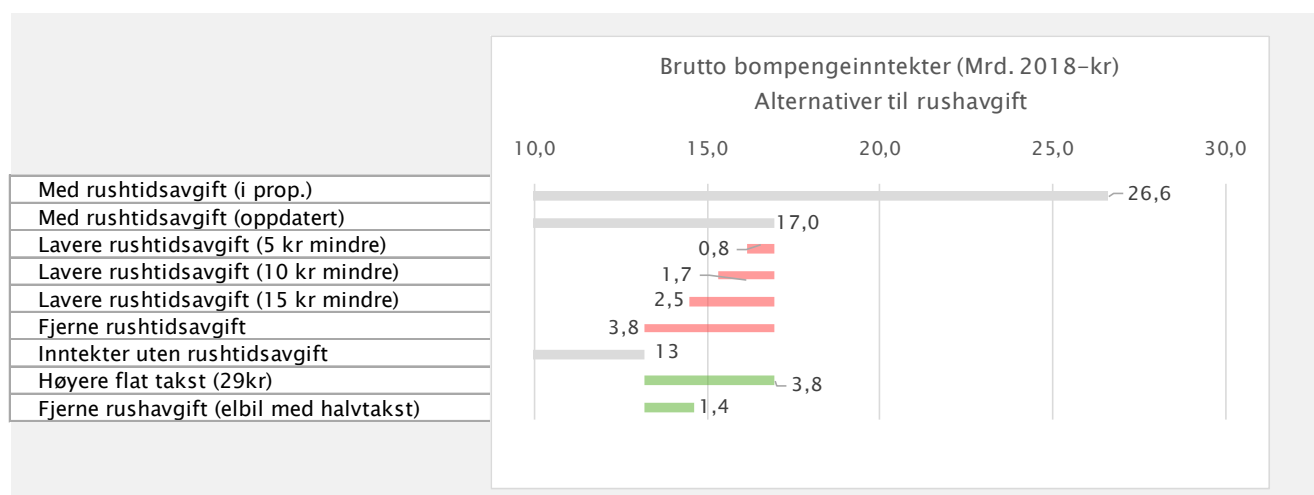 Brutto bompengeinntekter (Mrd. 2018-kr)
Alternativer til rushavgift
10,0 15,0 20,0 25,0 30,0
Med rushtidsavgift (i prop.) 26,6
Med rushtidsavgift (oppdatert) 17,0
Lavere rushtidsavgift (5 kr mindre) 0,8
Lavere rushtidsavgift (10 kr mindre) 1,7
Lavere rushtidsavgift (15 kr mindre) 2,5
Fjerne rushtidsavgift 3,8
Inntekter uten rushtidsavgift 13
Høyere flat takst (29kr) 3,8
Fjerne rushavgift (elbil med halvtakst) 1,4